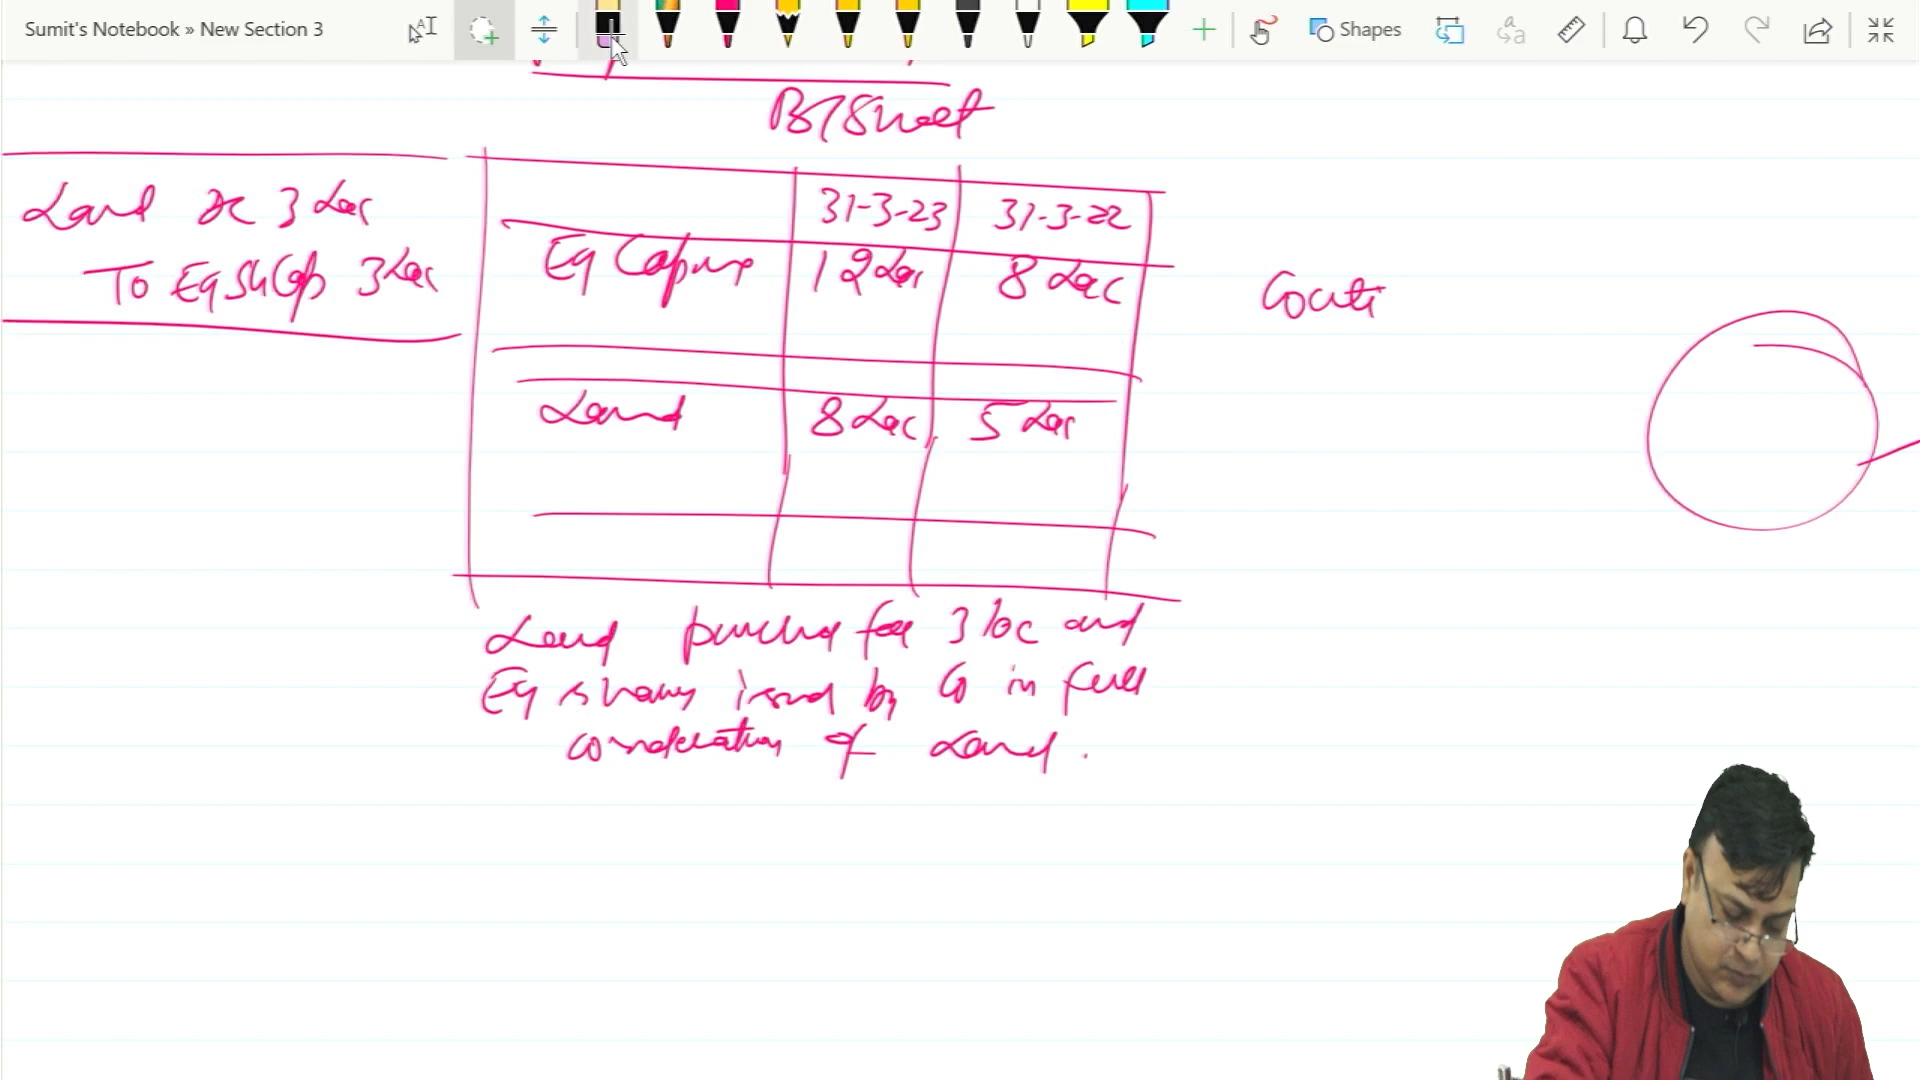 Sumit's Notebook » New Section 3
Shapes
B/Sheet
Land Dr 3 Lac
To Eq Sh Cap 3 Lac
31-3-23 31-3-22
Eq Capital 12 Lac 8 Lac
Land 8 Lac 5 Lac
Land purchased for 3 lac and
Eq shares issued by Co in full
consideration of Land.